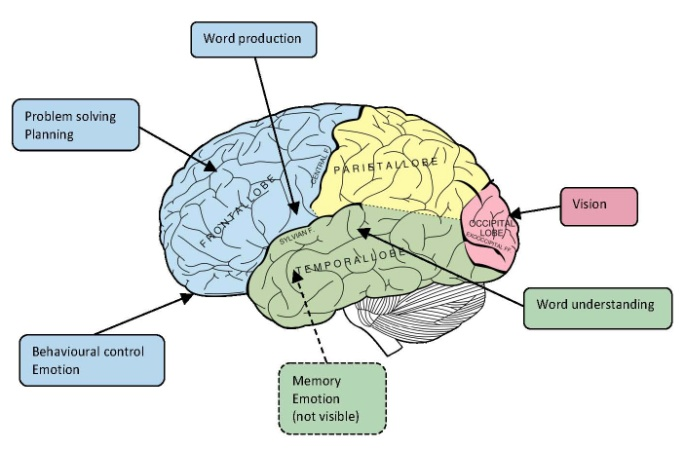 Word production
Problem solving
Planning
CENTRAL F.
PARIETAL LOBE
FRONTAL LOBE
Vision
OCCIPITAL
LOBE
SYLVIAN F.
TEMPORAL LOBE
Word understanding
Behavioural control
Emotion
Memory
Emotion
(not visible)